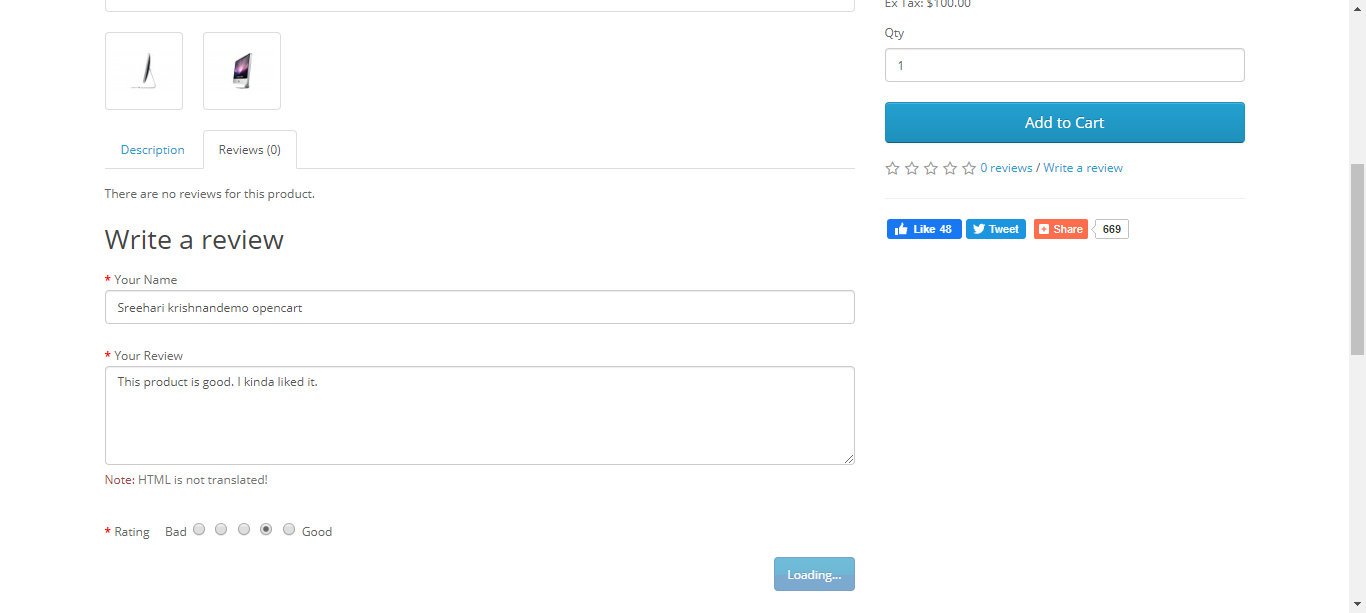 Ex Tax: $100.00
Qty
1
Add to Cart
Description
Reviews (0)
0 reviews / Write a review
There are no reviews for this product.
Like 48
Tweet
Share
669
Write a review
* Your Name
Sreehari krishnandemo opencart
* Your Review
This product is good. I kinda liked it.
Note: HTML is not translated!
* Rating Bad Good
Loading...